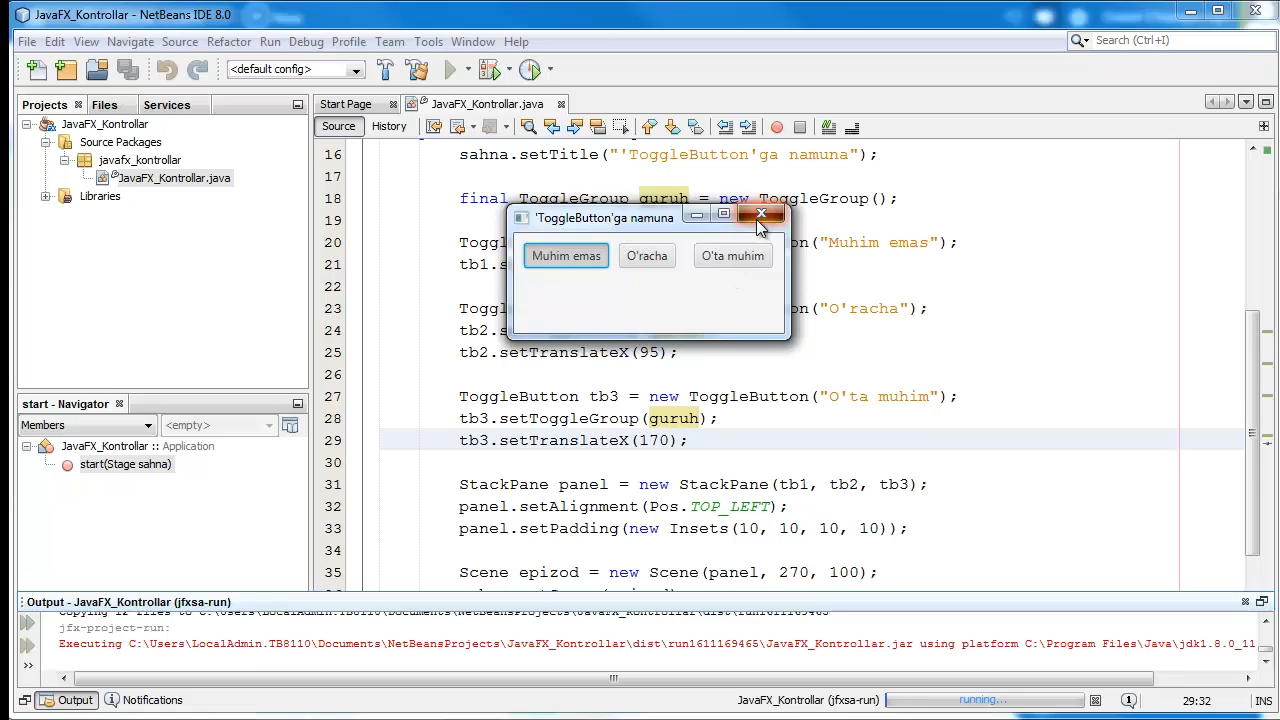 JavaFX_Kontrollar - NetBeans IDE 8.0
File Edit View Navigate Source Refactor Run Debug Profile Team Tools Window Help
Search (Ctrl+I)
<default config>
Projects Files Services
Start Page JavaFX_Kontrollar.java
JavaFX_Kontrollar
Source Packages
javafx_kontrollar
JavaFX_Kontrollar.java
Libraries
Source History
16 sahna.setTitle("'ToggleButton'ga namuna");
17
18 final ToggleGroup guruh = new ToggleGroup();
19
'ToggleButton'ga namuna
Muhim emas O'racha O'ta muhim
20 Toggl on("Muhim emas");
21 tb1.s
22
23 Toggl on("O'racha");
24 tb2.s
25 tb2.setTranslateX(95);
26
27 ToggleButton tb3 = new ToggleButton("O'ta muhim");
28 tb3.setToggleGroup(guruh);
29 tb3.setTranslateX(170);
30
31 StackPane panel = new StackPane(tb1, tb2, tb3);
32 panel.setAlignment(Pos.TOP_LEFT);
33 panel.setPadding(new Insets(10, 10, 10, 10));
34
35 Scene epizod = new Scene(panel, 270, 100);
start - Navigator
Members <empty>
JavaFX_Kontrollar :: Application
start(Stage sahna)
Output - JavaFX_Kontrollar (jfxsa-run)
jfx-project-run:
Executing C:\Users\LocalAdmin.TB8110\Documents\NetBeansProjects\JavaFX_Kontrollar\dist\run1611169465\JavaFX_Kontrollar.jar using platform C:\Program Files\Java\jdk1.8.0_11
Output Notifications JavaFX_Kontrollar (jfxsa-run) running... 29:32 INS